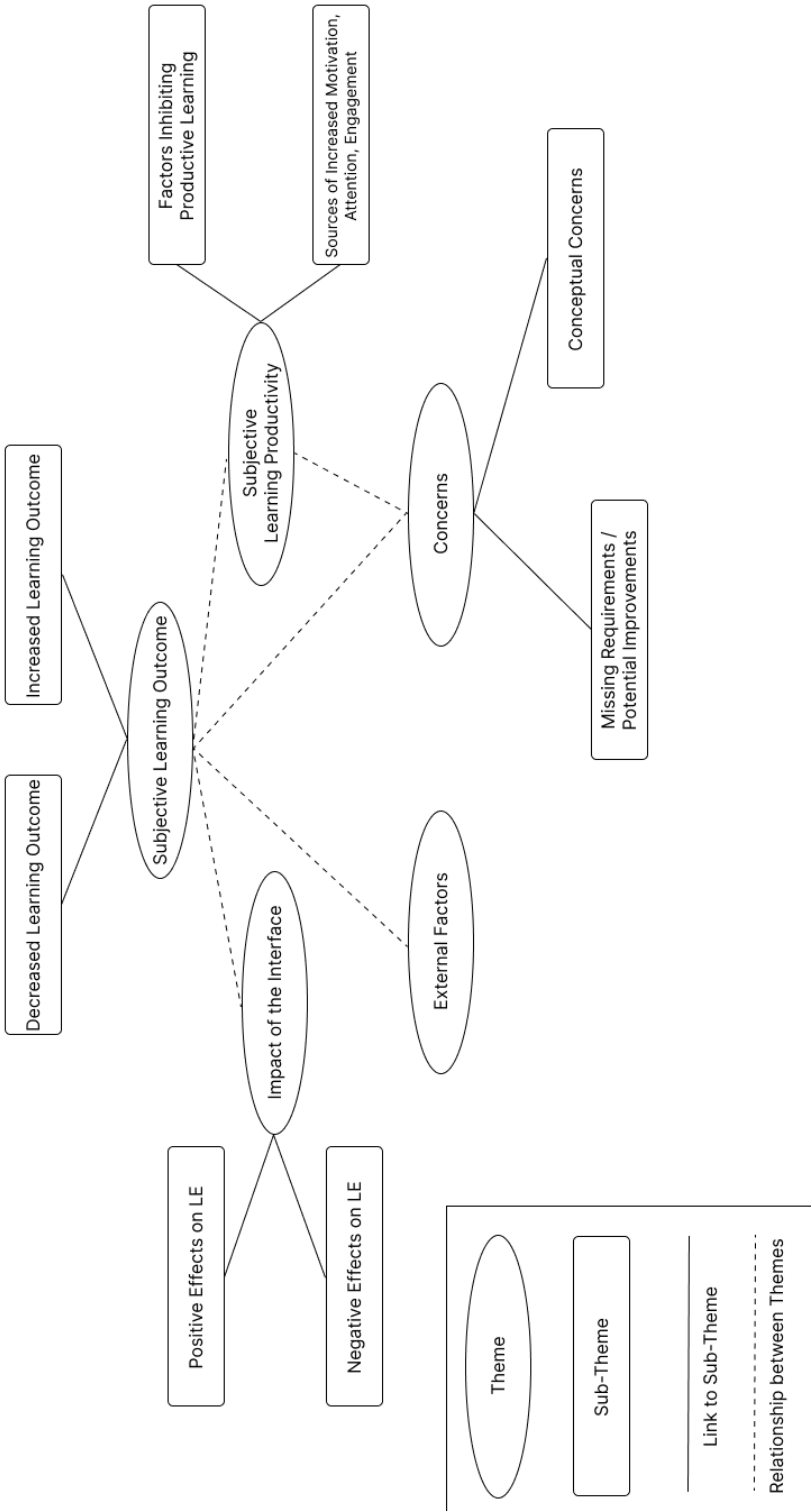 Decreased Learning Outcome
Increased Learning Outcome
Subjective Learning Outcome
Positive Effects on LE
Negative Effects on LE
Impact of the Interface
Subjective
Learning Productivity
Factors Inhibiting
Productive Learning
Sources of Increased Motivation,
Attention, Engagement
External Factors
Concerns
Missing Requirements /
Potential Improvements
Conceptual Concerns
Theme
Sub-Theme
Link to Sub-Theme
Relationship between Themes